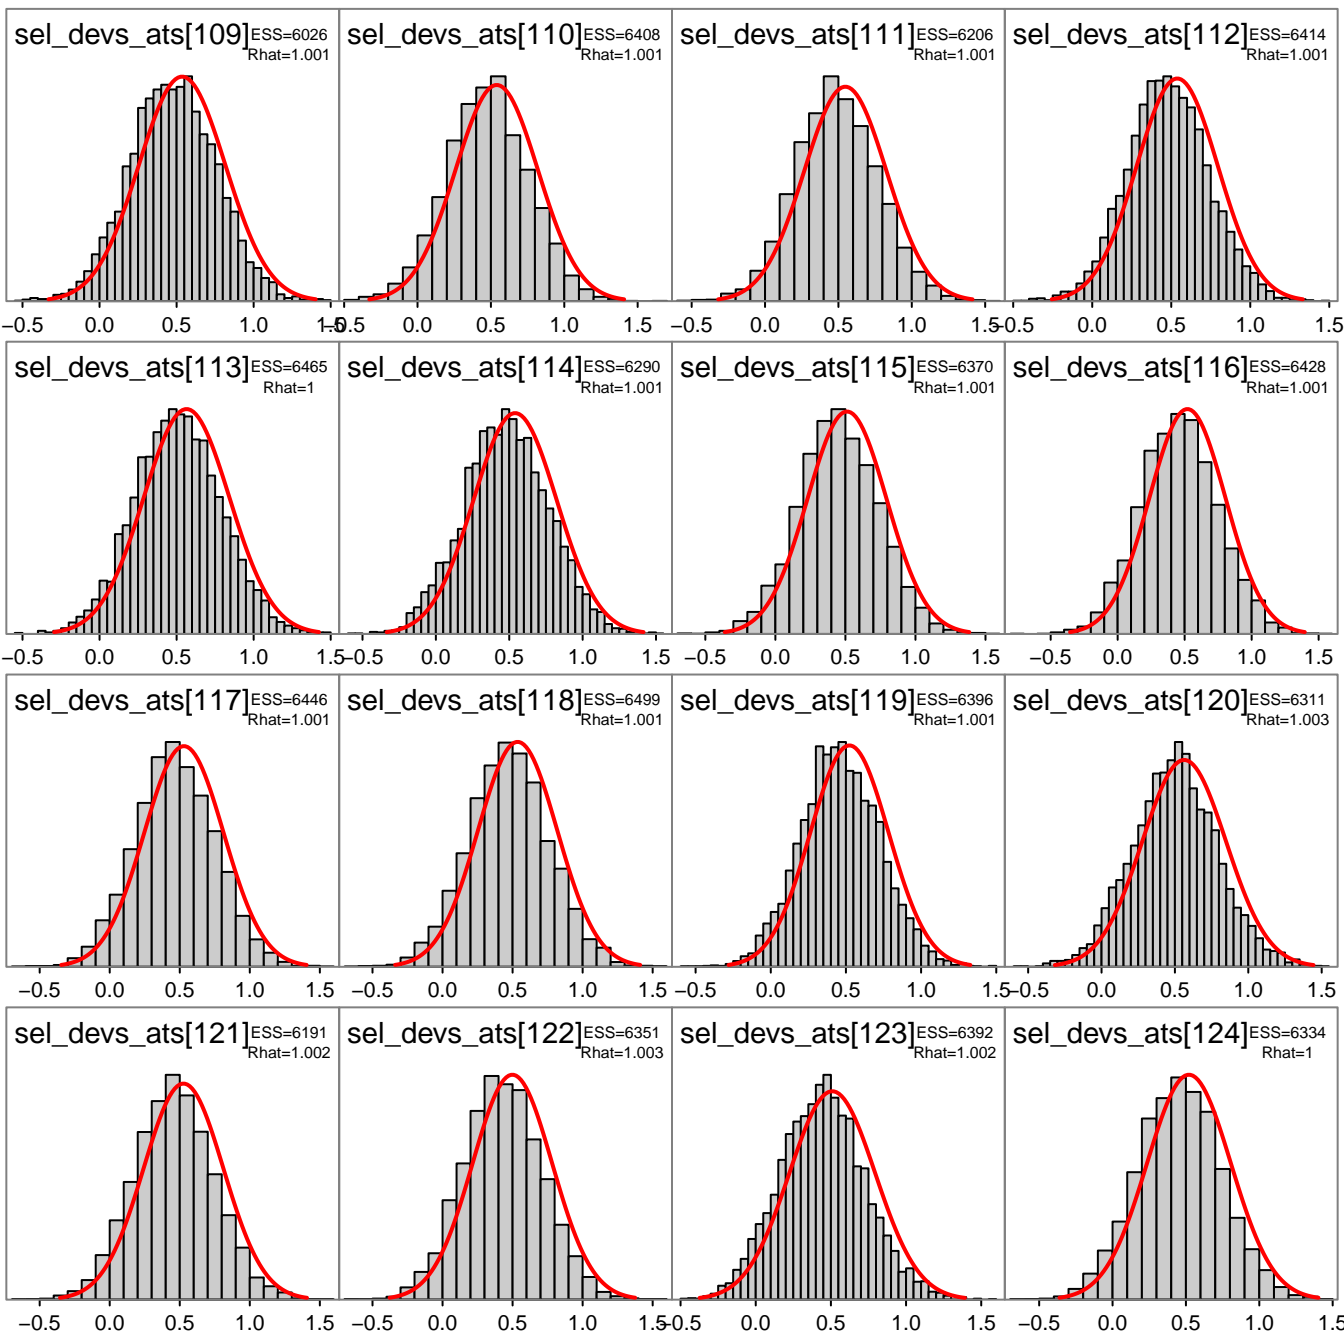 sel_devs_ats[109] ESS=6026
Rhat=1.001
sel_devs_ats[110] ESS=6408
Rhat=1.001
sel_devs_ats[111] ESS=6206
Rhat=1.001
sel_devs_ats[112] ESS=6414
Rhat=1.001
−0.5 0.0 0.5 1.0 1.5
−0.5 0.0 0.5 1.0
−0.5 0.0 0.5 1.0 1.5
−0.5 0.0 0.5 1.0 1.5
sel_devs_ats[113] ESS=6465
Rhat=1
sel_devs_ats[114] ESS=6290
Rhat=1.001
sel_devs_ats[115] ESS=6370
Rhat=1.001
sel_devs_ats[116] ESS=6428
Rhat=1.001
−0.5 0.0 0.5 1.0 1.5
−0.5 0.0 0.5 1.0 1.5
−0.5 0.0 0.5 1.0 1.5
−0.5 0.0 0.5 1.0 1.5
sel_devs_ats[117] ESS=6446
Rhat=1.001
sel_devs_ats[118] ESS=6499
Rhat=1.001
sel_devs_ats[119] ESS=6396
Rhat=1.001
sel_devs_ats[120] ESS=6311
Rhat=1.003
−0.5 0.0 0.5 1.0 1.5
−0.5 0.0 0.5 1.0 1.5
−0.5 0.0 0.5 1.0 1.5
−0.5 0.0 0.5 1.0 1.5
sel_devs_ats[121] ESS=6191
Rhat=1.002
sel_devs_ats[122] ESS=6351
Rhat=1.003
sel_devs_ats[123] ESS=6392
Rhat=1.002
sel_devs_ats[124] ESS=6334
Rhat=1
−0.5 0.0 0.5 1.0 1.5
−0.5 0.0 0.5 1.0 1.5
−0.5 0.0 0.5 1.0 1.5
−0.5 0.0 0.5 1.0 1.5